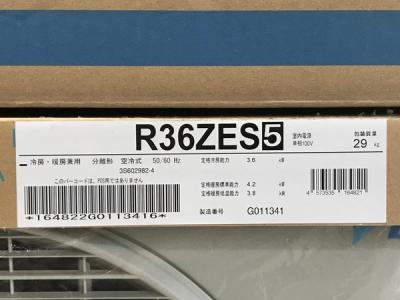 R36ZES5
室内電源
単相100V
包装質量
29 kg
冷房・暖房兼用 分離形 空冷式 50/60 Hz
3S602982-4
このバーコードは、POS用ではありません
*164822G0113416*
定格冷房能力 3.6 kW
定格暖房標準能力 4.2 kW
定格暖房低温能力 3.8 kW
製造番号 G011341
4 573535 164821